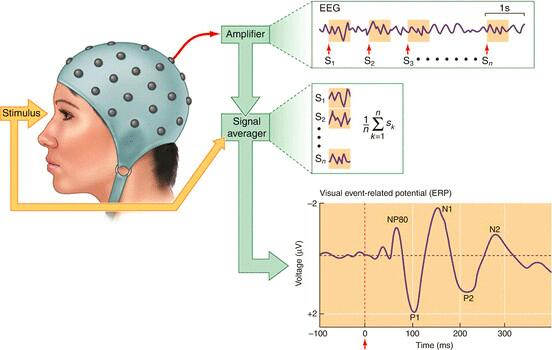 EEG
1s
Amplifier
S1 S2 S3 Sn
Stimulus
Signal
averager
S1
S2
Sn
1/n n∑k=1 sk
Visual event-related potential (ERP)
Voltage (µV)
–2
+2
NP80
N1
N2
P1
P2
-100 0 100 200 300
Time (ms)